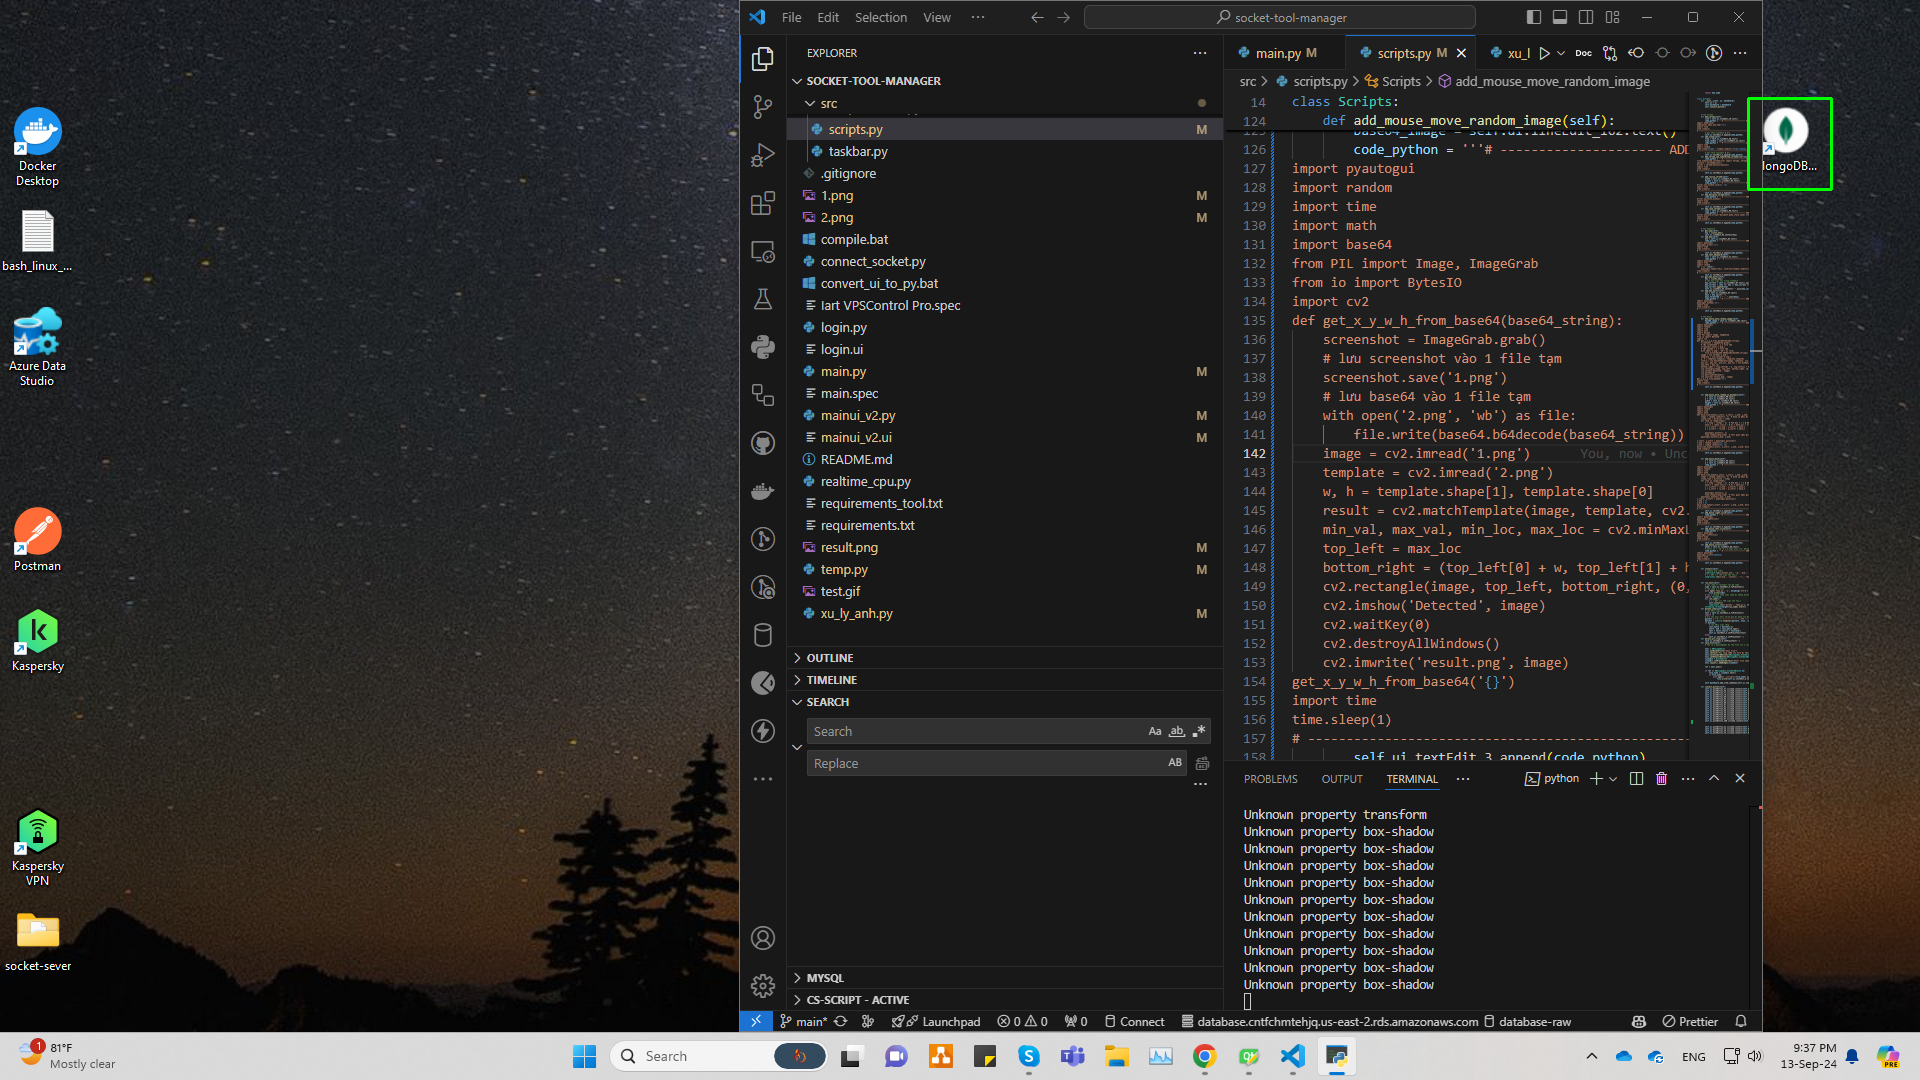 File Edit Selection View
socket-tool-manager
Docker
Desktop
bash_linux_...
Azure Data
Studio
Postman
Kaspersky
Kaspersky
VPN
socket-sever
EXPLORER
SOCKET-TOOL-MANAGER
src
scripts.py M
taskbar.py
.gitignore
1.png M
2.png M
compile.bat
connect_socket.py
convert_ui_to_py.bat
Iart VPSControl Pro.spec
login.py
login.ui
main.py M
main.spec
mainui_v2.py M
mainui_v2.ui M
README.md
realtime_cpu.py
requirements_tool.txt
requirements.txt
result.png M
temp.py M
test.gif
xu_ly_anh.py M
OUTLINE
TIMELINE
SEARCH
Search Aa ab
Replace AB
MYSQL
CS-SCRIPT - ACTIVE
main.py M scripts.py M xu_l Doc
src > scripts.py > Scripts > add_mouse_move_random_image
14 class Scripts:
124 def add_mouse_move_random_image(self):
126 code_python = '''# --------------------- ADD
127 import pyautogui
128 import random
129 import time
130 import math
131 import base64
132 from PIL import Image, ImageGrab
133 from io import BytesIO
134 import cv2
135 def get_x_y_w_h_from_base64(base64_string):
136 screenshot = ImageGrab.grab()
137 # lưu screenshot vào 1 file tạm
138 screenshot.save('1.png')
139 # lưu base64 vào 1 file tạm
140 with open('2.png', 'wb') as file:
141 file.write(base64.b64decode(base64_string))
142 image = cv2.imread('1.png') You, now • Unc
143 template = cv2.imread('2.png')
144 w, h = template.shape[1], template.shape[0]
145 result = cv2.matchTemplate(image, template, cv2.
146 min_val, max_val, min_loc, max_loc = cv2.minMaxL
147 top_left = max_loc
148 bottom_right = (top_left[0] + w, top_left[1] + h
149 cv2.rectangle(image, top_left, bottom_right, (0,
150 cv2.imshow('Detected', image)
151 cv2.waitKey(0)
152 cv2.destroyAllWindows()
153 cv2.imwrite('result.png', image)
154 get_x_y_w_h_from_base64('{}')
155 import time
156 time.sleep(1)
157 # --------------------------------------------------
158 self.ui.textEdit_3.append(code_python)
PROBLEMS OUTPUT TERMINAL python
Unknown property transform
Unknown property box-shadow
Unknown property box-shadow
Unknown property box-shadow
Unknown property box-shadow
Unknown property box-shadow
Unknown property box-shadow
Unknown property box-shadow
Unknown property box-shadow
Unknown property box-shadow
Unknown property box-shadow
longoDB...
main* Launchpad 0 0 0 Connect database.cntfchmtehjq.us-east-2.rds.amazonaws.com database-raw Prettier
1
81°F
Mostly clear
Search
ENG
9:37 PM
13-Sep-24
PRE